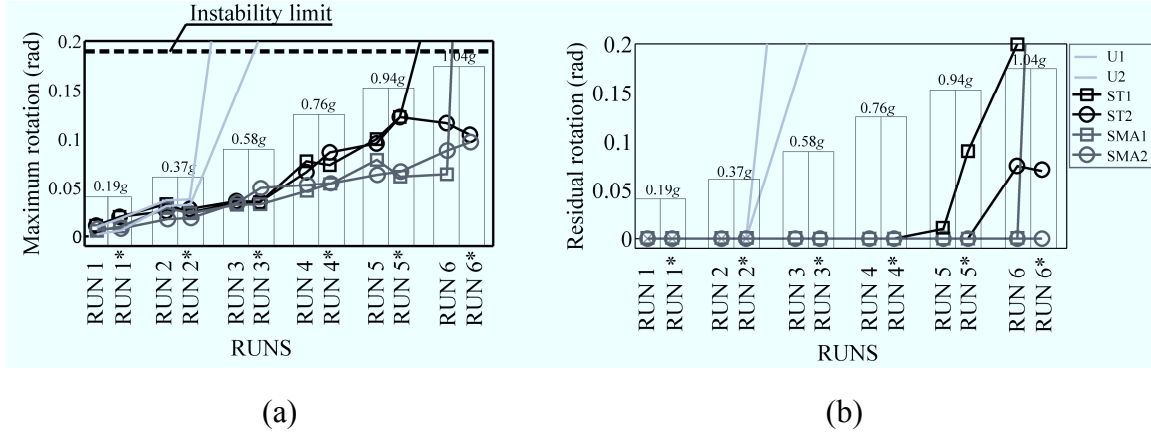 Instability limit
Maximum rotation (rad)
0.2
0.15
0.1
0.05
0
0.19g
0.37g
0.58g
0.76g
0.94g
1.04g
RUN 1
RUN 1*
RUN 2
RUN 2*
RUN 3
RUN 3*
RUN 4
RUN 4*
RUN 5
RUN 5*
RUN 6
RUN 6*
RUNS
(a)
Residual rotation (rad)
0.2
0.15
0.1
0.05
0
0.19g
0.37g
0.58g
0.76g
0.94g
1.04g
RUN 1
RUN 1*
RUN 2
RUN 2*
RUN 3
RUN 3*
RUN 4
RUN 4*
RUN 5
RUN 5*
RUN 6
RUN 6*
RUNS
U1
U2
ST1
ST2
SMA1
SMA2
(b)